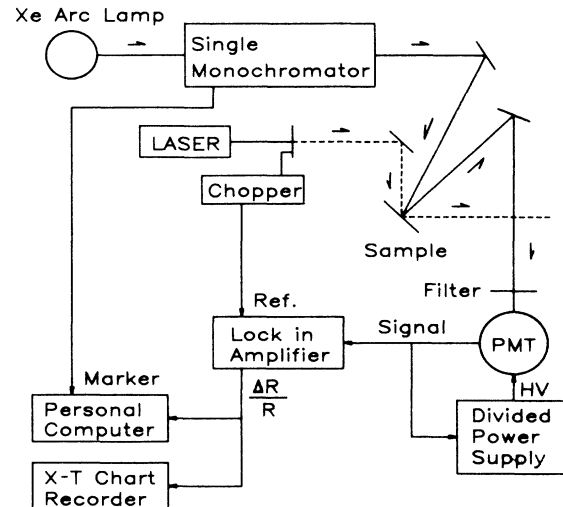 Xe Arc Lamp
Single
Monochromator
LASER
Chopper
Sample
Filter
Ref.
Lock in
Amplifier
Signal
PMT
HV
Marker
ΔR
R
Personal
Computer
Divided
Power
Supply
X-T Chart
Recorder